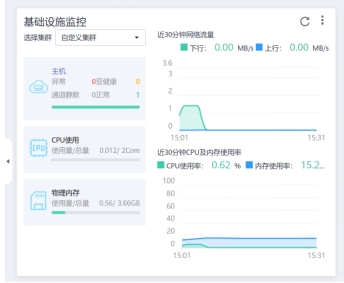 基础设施监控
选择集群 自定义集群
主机
异常 0 亚健康 0
通道静默 0 正常 1
CPU使用
使用量/总量 0.012/ 2Core
物理内存
使用量/总量 0.56/ 3.66GB
近30分钟网络流量
下行: 0.00 MB/s 上行: 0.00 MB/s
3.6
3
2
1
0
15:01 15:31
近30分钟CPU及内存使用率
CPU使用率: 0.62 % 内存使用率: 15.2...
100
80
60
40
20
0
15:01 15:31